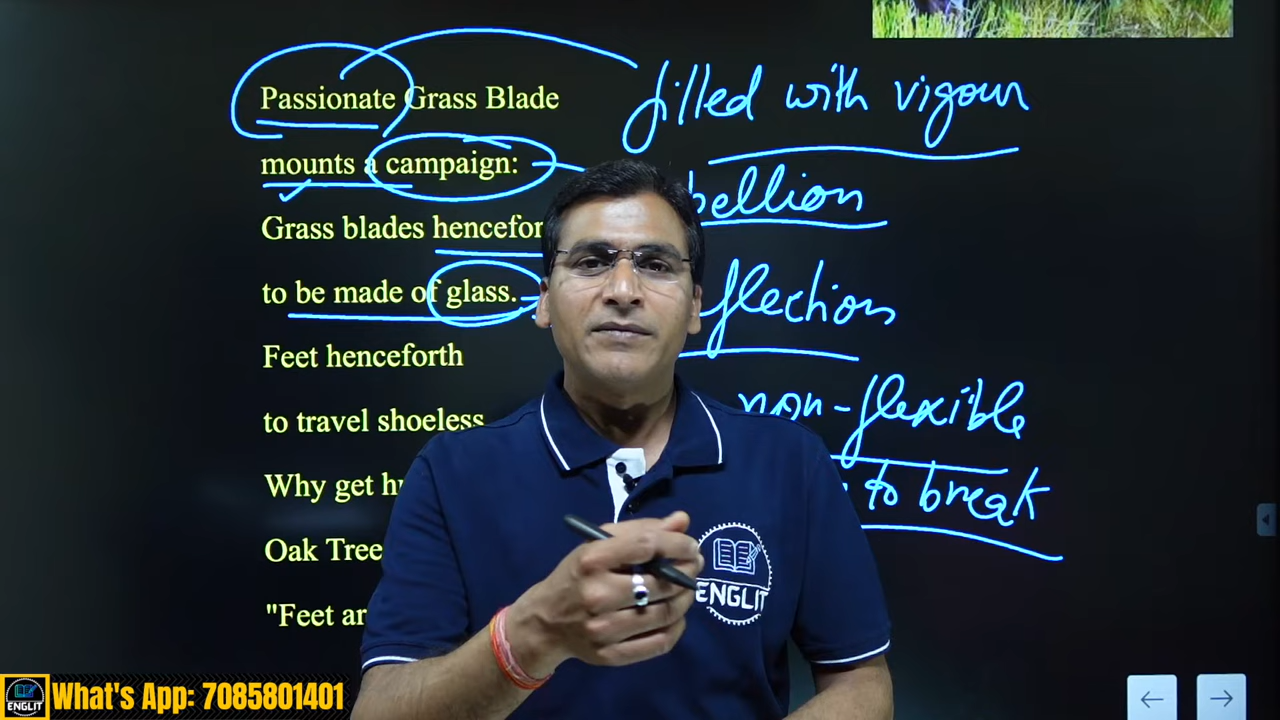 Passionate Grass Blade filled with vigour
mounts a campaign: bellion
Grass blades hencefor
to be made of glass. flection
Feet henceforth
to travel shoeless non-flexible
Why get hu to break
Oak Tree
"Feet ar
ENGLIT
ENGLIT What's App: 7085801401